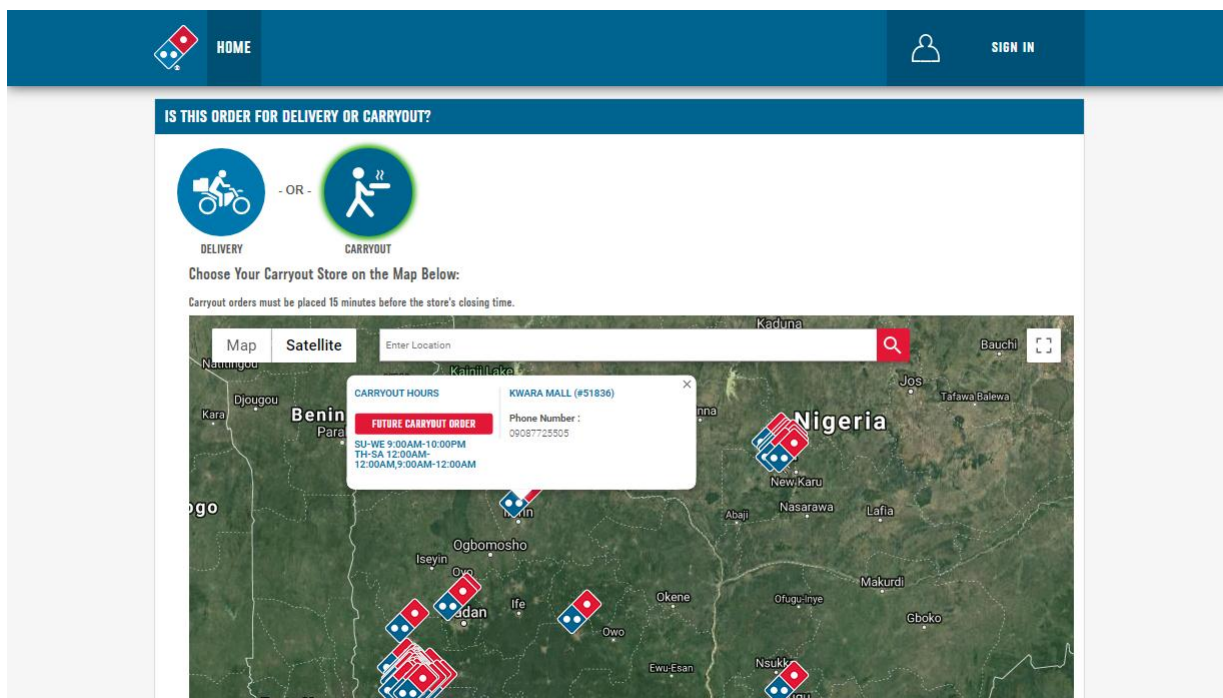 HOME
SIGN IN
IS THIS ORDER FOR DELIVERY OR CARRYOUT?
- OR -
DELIVERY
CARRYOUT
Choose Your Carryout Store on the Map Below:
Carryout orders must be placed 15 minutes before the store's closing time.
Kaduna
Map
Satellite
Enter Location
Bauchi
Natitingou
Kainji Lake
Jos
Tafawa Balewa
Djougou
Kara
Benin
CARRYOUT HOURS
KWARA MALL (#51836)
FUTURE CARRYOUT ORDER
Phone Number :
09087725505
SU-WE 9:00AM-10:00PM
TH-SA 12:00AM-
12:00AM,9:00AM-12:00AM
Nigeria
New Karu
Nasarawa
Lafia
Abaji
Ogbomosho
Iseyin
Oyo
Makurdi
Okene
Ofugu-Inye
Ife
Gboko
Owo
Ewu-Esan
Nsukka